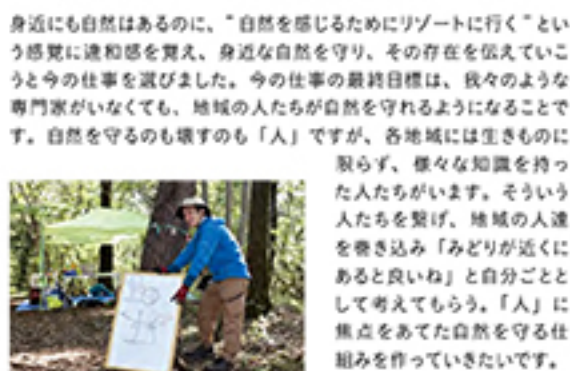 身近にも自然はあるのに、“自然を感じるためにリゾートに行く”とい
う感覚に違和感を覚え、身近な自然を守り、その存在を伝えていこ
うと今の仕事を選びました。今の仕事の最終目標は、我々のような
専門家がいなくても、地域の人たちが自然を守れるようになることで
す。自然を守るのも壊すのも「人」ですが、各地域には生きものに
限らず、様々な知識を持っ
た人たちがいます。そういう
人たちを繋げ、地域の人達
を巻き込み「みどりが近くに
あると良いね」と自分ごとと
して考えてもらう。「人」に
焦点をあてた自然を守る仕
組みを作っていきたいです。